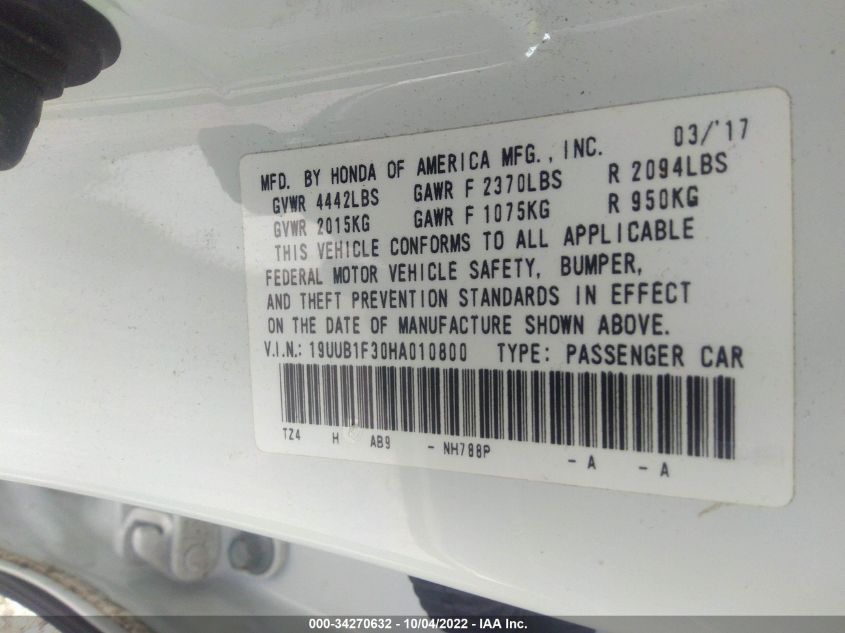 03/'17
MFD. BY HONDA OF AMERICA MFG., INC.
GVWR 4442LBS GAWR F 2370LBS R 2094LBS
GVWR 2015KG GAWR F 1075KG R 950KG
THIS VEHICLE CONFORMS TO ALL APPLICABLE
FEDERAL MOTOR VEHICLE SAFETY, BUMPER,
AND THEFT PREVENTION STANDARDS IN EFFECT
ON THE DATE OF MANUFACTURE SHOWN ABOVE.
V.I.N.: 19UUB1F30HA010800 TYPE: PASSENGER CAR
TZ4 H AB9 - NH788P - A - A
000-34270632 - 10/04/2022 - IAA Inc.